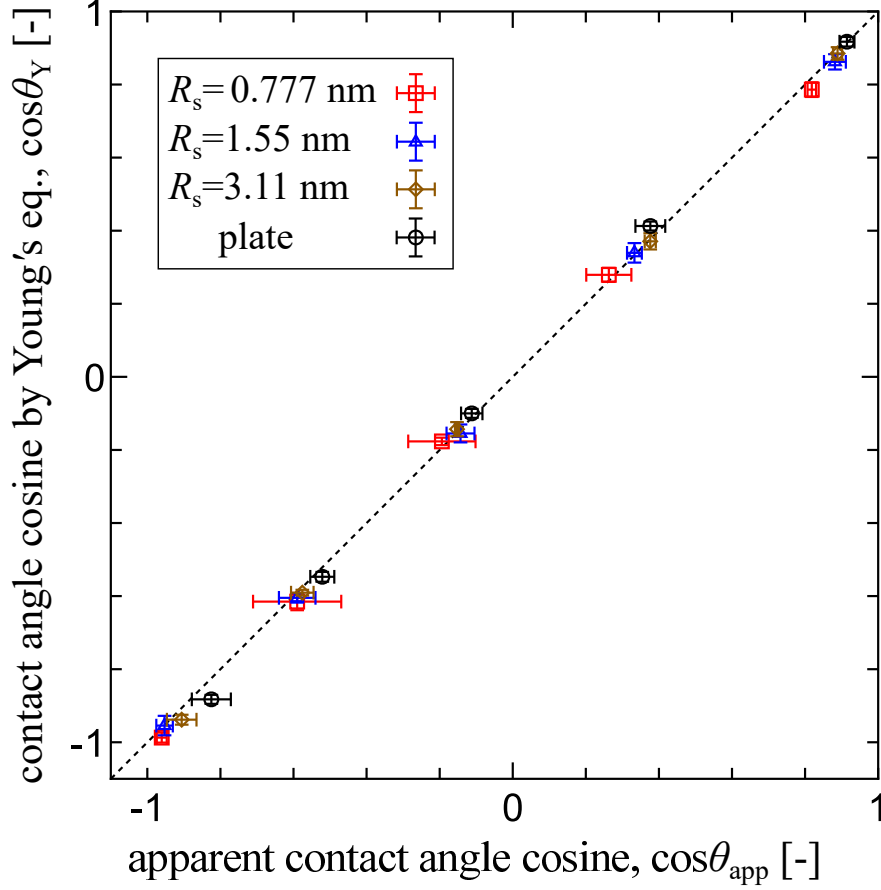 contact angle cosine by Young's eq., cosθY [-]
1
0
-1
Rs= 0.777 nm
Rs=1.55 nm
Rs=3.11 nm
plate
-1 0 1
apparent contact angle cosine, cosθapp [-]